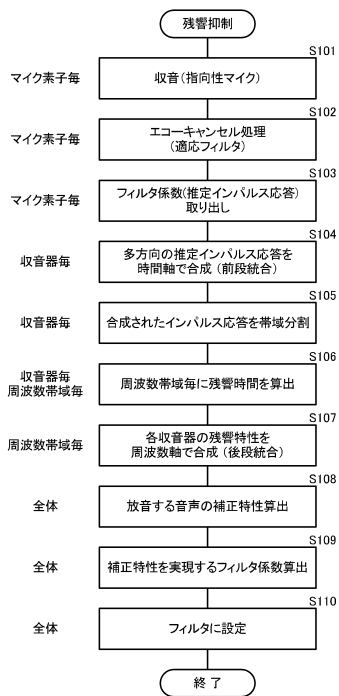 残響抑制
S101
マイク素子毎
収音(指向性マイク)
S102
マイク素子毎
エコーキャンセル処理
(適応フィルタ)
S103
マイク素子毎
フィルタ係数(推定インパルス応答)
取り出し
S104
収音器毎
多方向の推定インパルス応答を
時間軸で合成(前段統合)
S105
収音器毎
合成されたインパルス応答を帯域分割
S106
収音器毎
周波数帯域毎
周波数帯域毎に残響時間を算出
S107
周波数帯域毎
各収音器の残響特性を
周波数軸で合成(後段統合)
S108
全体
放音する音声の補正特性算出
S109
全体
補正特性を実現するフィルタ係数算出
S110
全体
フィルタに設定
終了